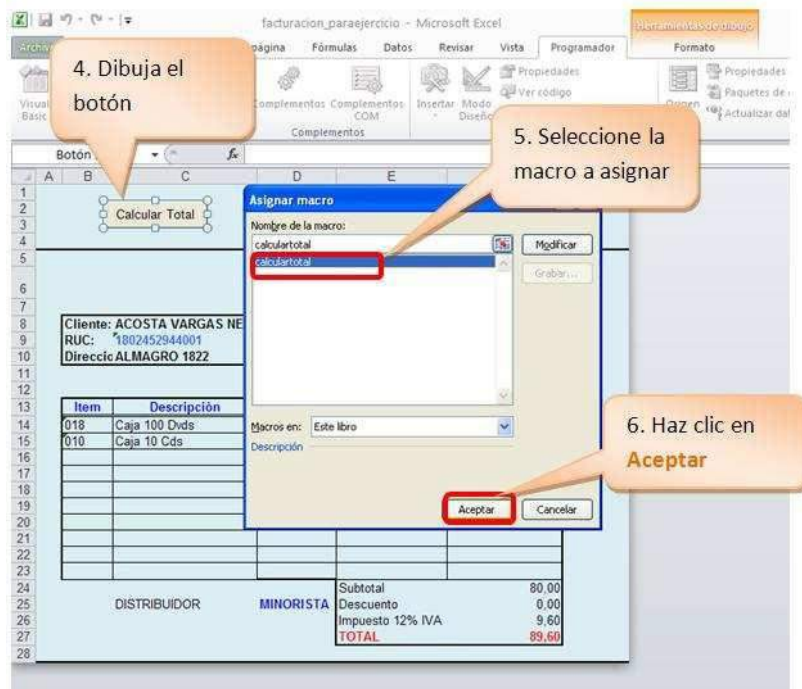 facturacion_paraejercicio - Microsoft Excel
Herramientas de dibujo
Archivo
página Fórmulas Datos Revisar Vista Programador Formato
4. Dibuja el
botón
Visual
Basic
Complementos Complementos
COM
Complementos
Insertar Modo
Diseño
Propiedades
Ver código
Origen
Propiedades
Paquetes de
Actualizar dat
5. Seleccione la
macro a asignar
Botón
fx
A B C D E
1
2
3
4
5
6
7
8
9
10
11
12
13
14
15
16
17
18
19
20
21
22
23
24
25
26
27
28
Calcular Total
Asignar macro
Nombre de la macro:
calculartotal
calculartotal
Modificar
Grabar...
Macros en: Este libro
Descripción
Aceptar
Cancelar
6. Haz clic en
Aceptar
Cliente: ACOSTA VARGAS NE
RUC: 1802452944001
Direcció ALMAGRO 1822
Item Descripciòn
018 Caja 100 Dvds
010 Caja 10 Cds
Subtotal 80,00
DISTRIBUIDOR MINORISTA Descuento 0,00
Impuesto 12% IVA 9,60
TOTAL 89,60